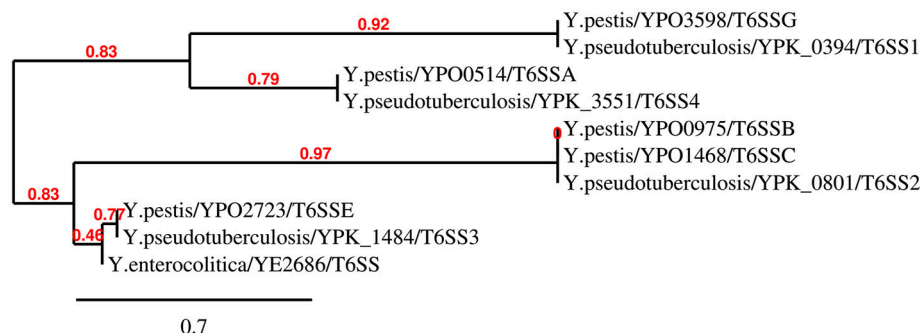 0.92
Y.pestis/YPO3598/T6SSG
0.83
Y.pseudotuberculosis/YPK_0394/T6SS1
0.79
Y.pestis/YPO0514/T6SSA
Y.pseudotuberculosis/YPK_3551/T6SS4
0
Y.pestis/YPO0975/T6SSB
0.97
Y.pestis/YPO1468/T6SSC
Y.pseudotuberculosis/YPK_0801/T6SS2
0.83
0.77
Y.pestis/YPO2723/T6SSE
0.46
Y.pseudotuberculosis/YPK_1484/T6SS3
Y.enterocolitica/YE2686/T6SS
0.7